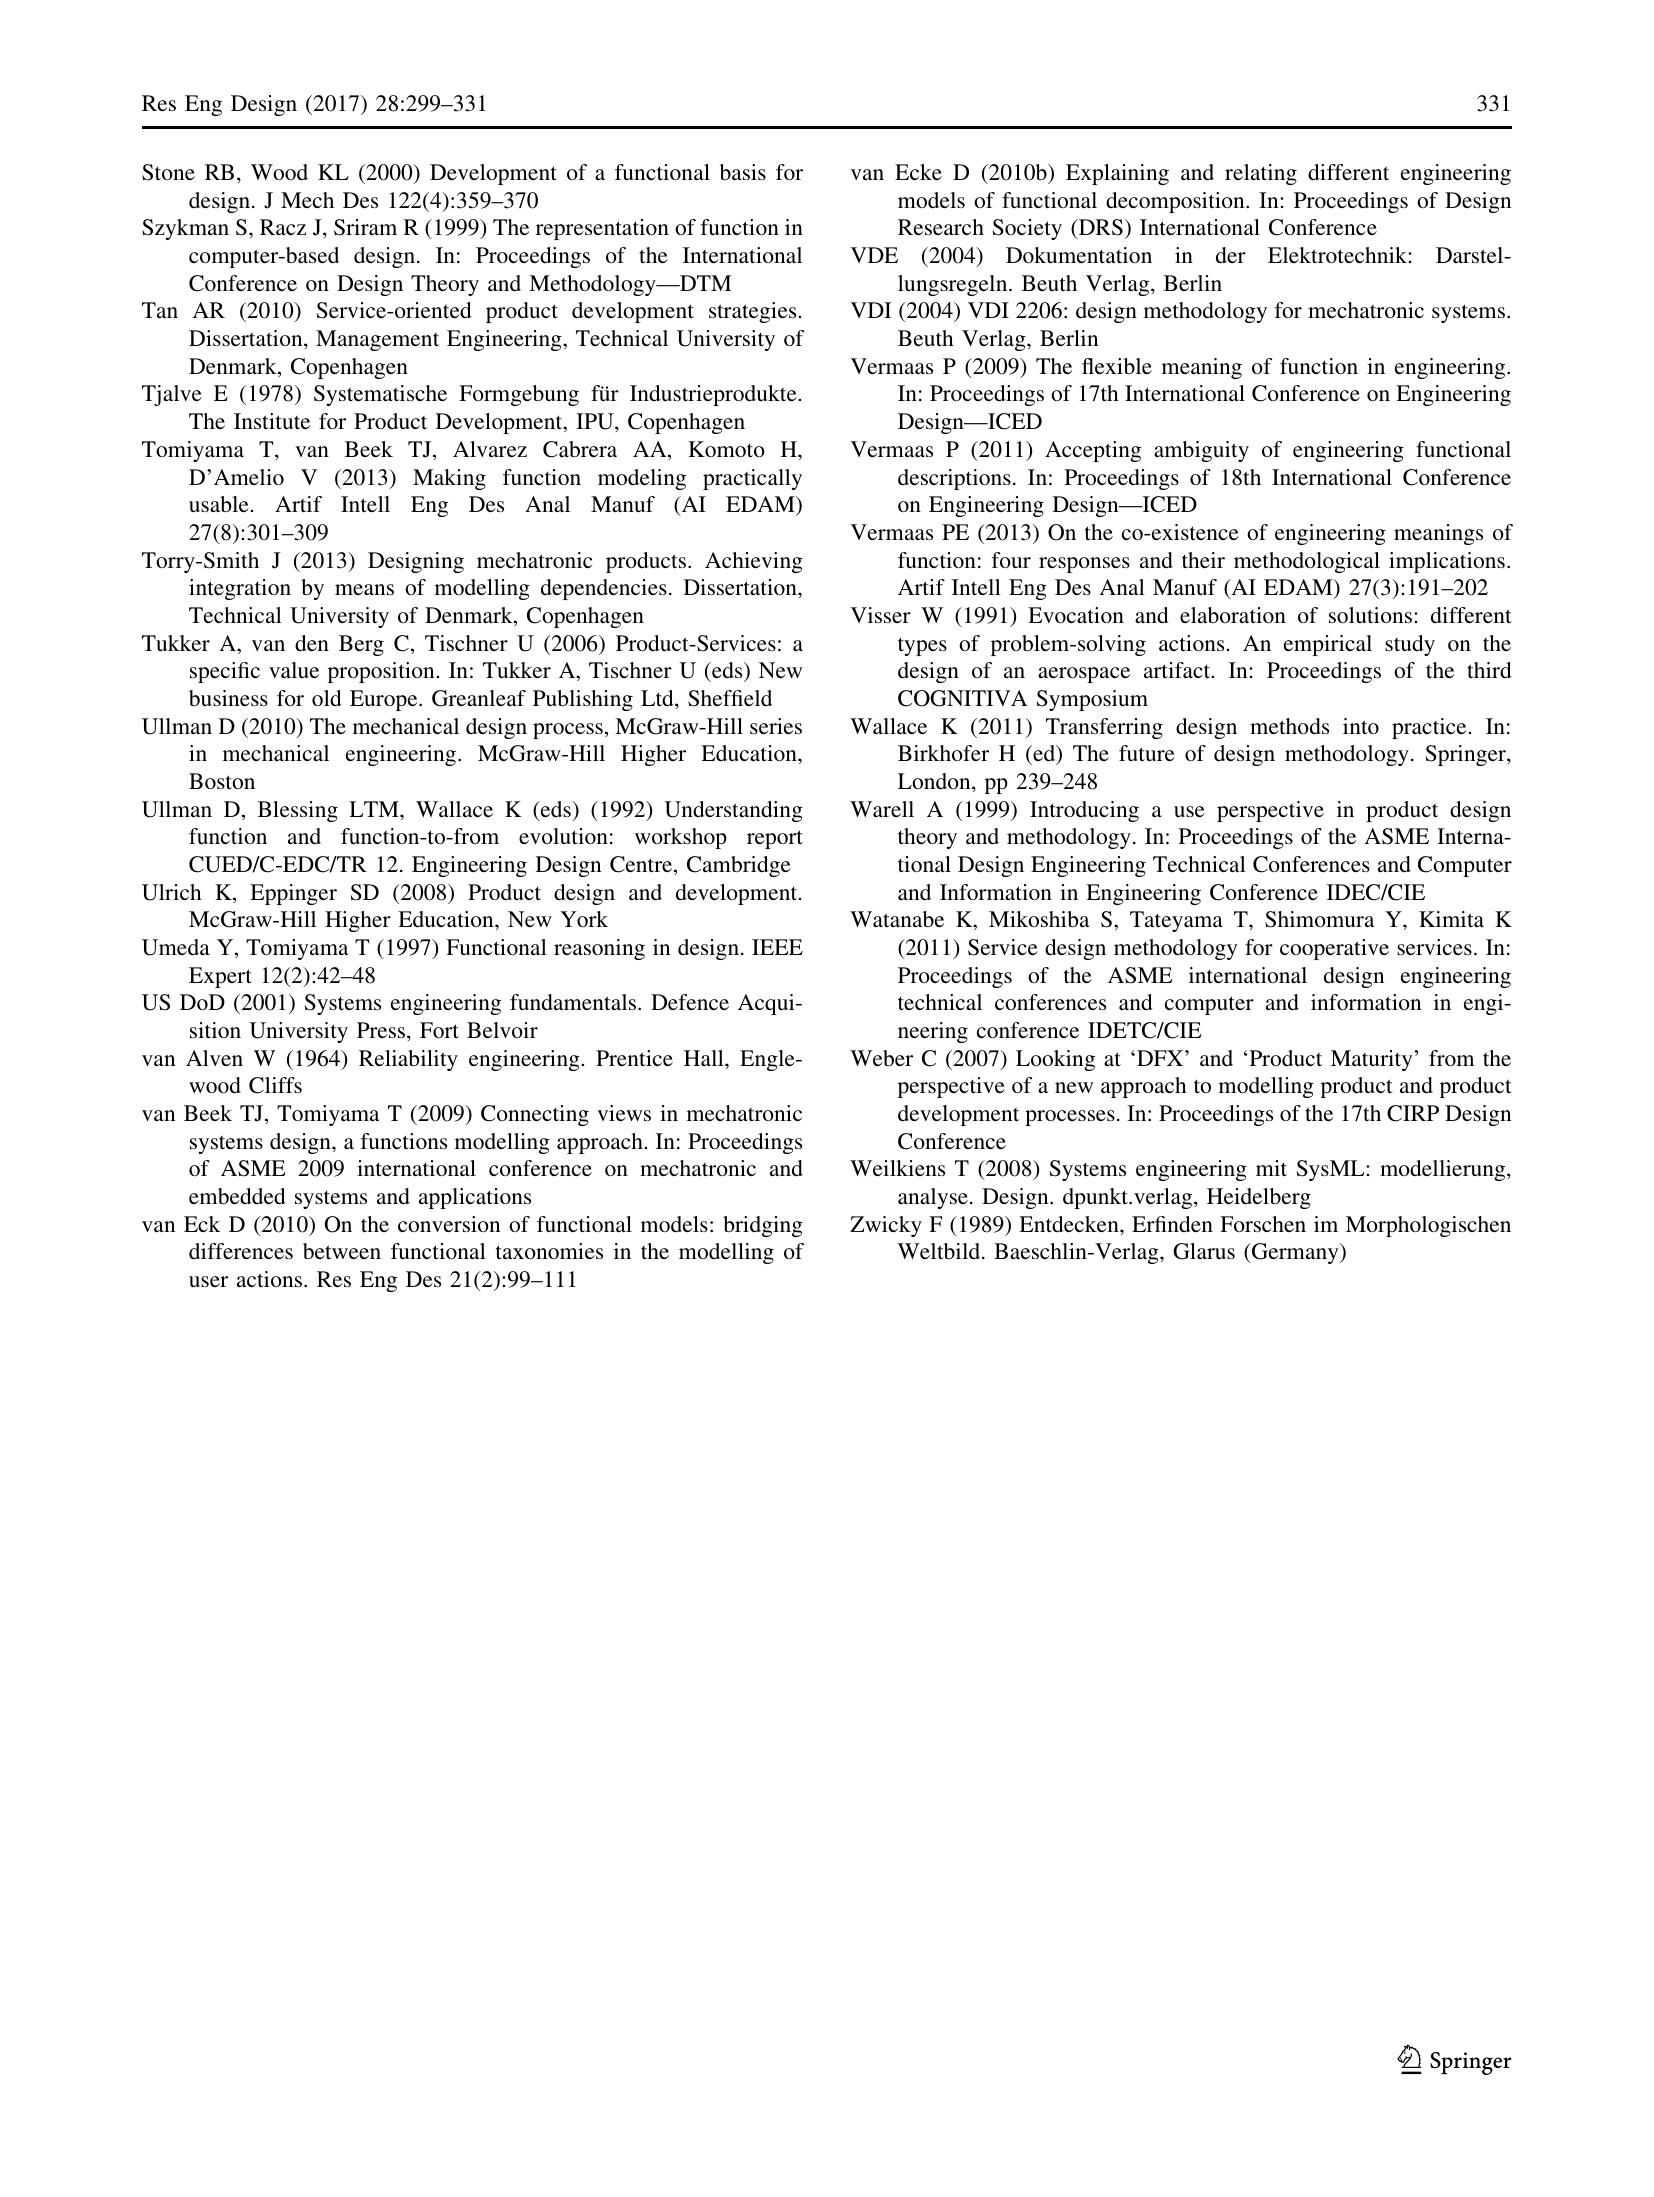 Res Eng Design (2017) 28:299–331
331
Stone RB, Wood KL (2000) Development of a functional basis for
design. J Mech Des 122(4):359–370
Szykman S, Racz J, Sriram R (1999) The representation of function in
computer-based design. In: Proceedings of the International
Conference on Design Theory and Methodology—DTM
Tan AR (2010) Service-oriented product development strategies.
Dissertation, Management Engineering, Technical University of
Denmark, Copenhagen
Tjalve E (1978) Systematische Formgebung für Industrieprodukte.
The Institute for Product Development, IPU, Copenhagen
Tomiyama T, van Beek TJ, Alvarez Cabrera AA, Komoto H,
D’Amelio V (2013) Making function modeling practically
usable. Artif Intell Eng Des Anal Manuf (AI EDAM)
27(8):301–309
Torry-Smith J (2013) Designing mechatronic products. Achieving
integration by means of modelling dependencies. Dissertation,
Technical University of Denmark, Copenhagen
Tukker A, van den Berg C, Tischner U (2006) Product-Services: a
specific value proposition. In: Tukker A, Tischner U (eds) New
business for old Europe. Greanleaf Publishing Ltd, Sheffield
Ullman D (2010) The mechanical design process, McGraw-Hill series
in mechanical engineering. McGraw-Hill Higher Education,
Boston
Ullman D, Blessing LTM, Wallace K (eds) (1992) Understanding
function and function-to-from evolution: workshop report
CUED/C-EDC/TR 12. Engineering Design Centre, Cambridge
Ulrich K, Eppinger SD (2008) Product design and development.
McGraw-Hill Higher Education, New York
Umeda Y, Tomiyama T (1997) Functional reasoning in design. IEEE
Expert 12(2):42–48
US DoD (2001) Systems engineering fundamentals. Defence Acqui-
sition University Press, Fort Belvoir
van Alven W (1964) Reliability engineering. Prentice Hall, Engle-
wood Cliffs
van Beek TJ, Tomiyama T (2009) Connecting views in mechatronic
systems design, a functions modelling approach. In: Proceedings
of ASME 2009 international conference on mechatronic and
embedded systems and applications
van Eck D (2010) On the conversion of functional models: bridging
differences between functional taxonomies in the modelling of
user actions. Res Eng Des 21(2):99–111
van Ecke D (2010b) Explaining and relating different engineering
models of functional decomposition. In: Proceedings of Design
Research Society (DRS) International Conference
VDE (2004) Dokumentation in der Elektrotechnik: Darstel-
lungsregeln. Beuth Verlag, Berlin
VDI (2004) VDI 2206: design methodology for mechatronic systems.
Beuth Verlag, Berlin
Vermaas P (2009) The flexible meaning of function in engineering.
In: Proceedings of 17th International Conference on Engineering
Design—ICED
Vermaas P (2011) Accepting ambiguity of engineering functional
descriptions. In: Proceedings of 18th International Conference
on Engineering Design—ICED
Vermaas PE (2013) On the co-existence of engineering meanings of
function: four responses and their methodological implications.
Artif Intell Eng Des Anal Manuf (AI EDAM) 27(3):191–202
Visser W (1991) Evocation and elaboration of solutions: different
types of problem-solving actions. An empirical study on the
design of an aerospace artifact. In: Proceedings of the third
COGNITIVA Symposium
Wallace K (2011) Transferring design methods into practice. In:
Birkhofer H (ed) The future of design methodology. Springer,
London, pp 239–248
Warell A (1999) Introducing a use perspective in product design
theory and methodology. In: Proceedings of the ASME Interna-
tional Design Engineering Technical Conferences and Computer
and Information in Engineering Conference IDEC/CIE
Watanabe K, Mikoshiba S, Tateyama T, Shimomura Y, Kimita K
(2011) Service design methodology for cooperative services. In:
Proceedings of the ASME international design engineering
technical conferences and computer and information in engi-
neering conference IDETC/CIE
Weber C (2007) Looking at ‘DFX’ and ‘Product Maturity’ from the
perspective of a new approach to modelling product and product
development processes. In: Proceedings of the 17th CIRP Design
Conference
Weilkiens T (2008) Systems engineering mit SysML: modellierung,
analyse. Design. dpunkt.verlag, Heidelberg
Zwicky F (1989) Entdecken, Erfinden Forschen im Morphologischen
Weltbild. Baeschlin-Verlag, Glarus (Germany)
Springer